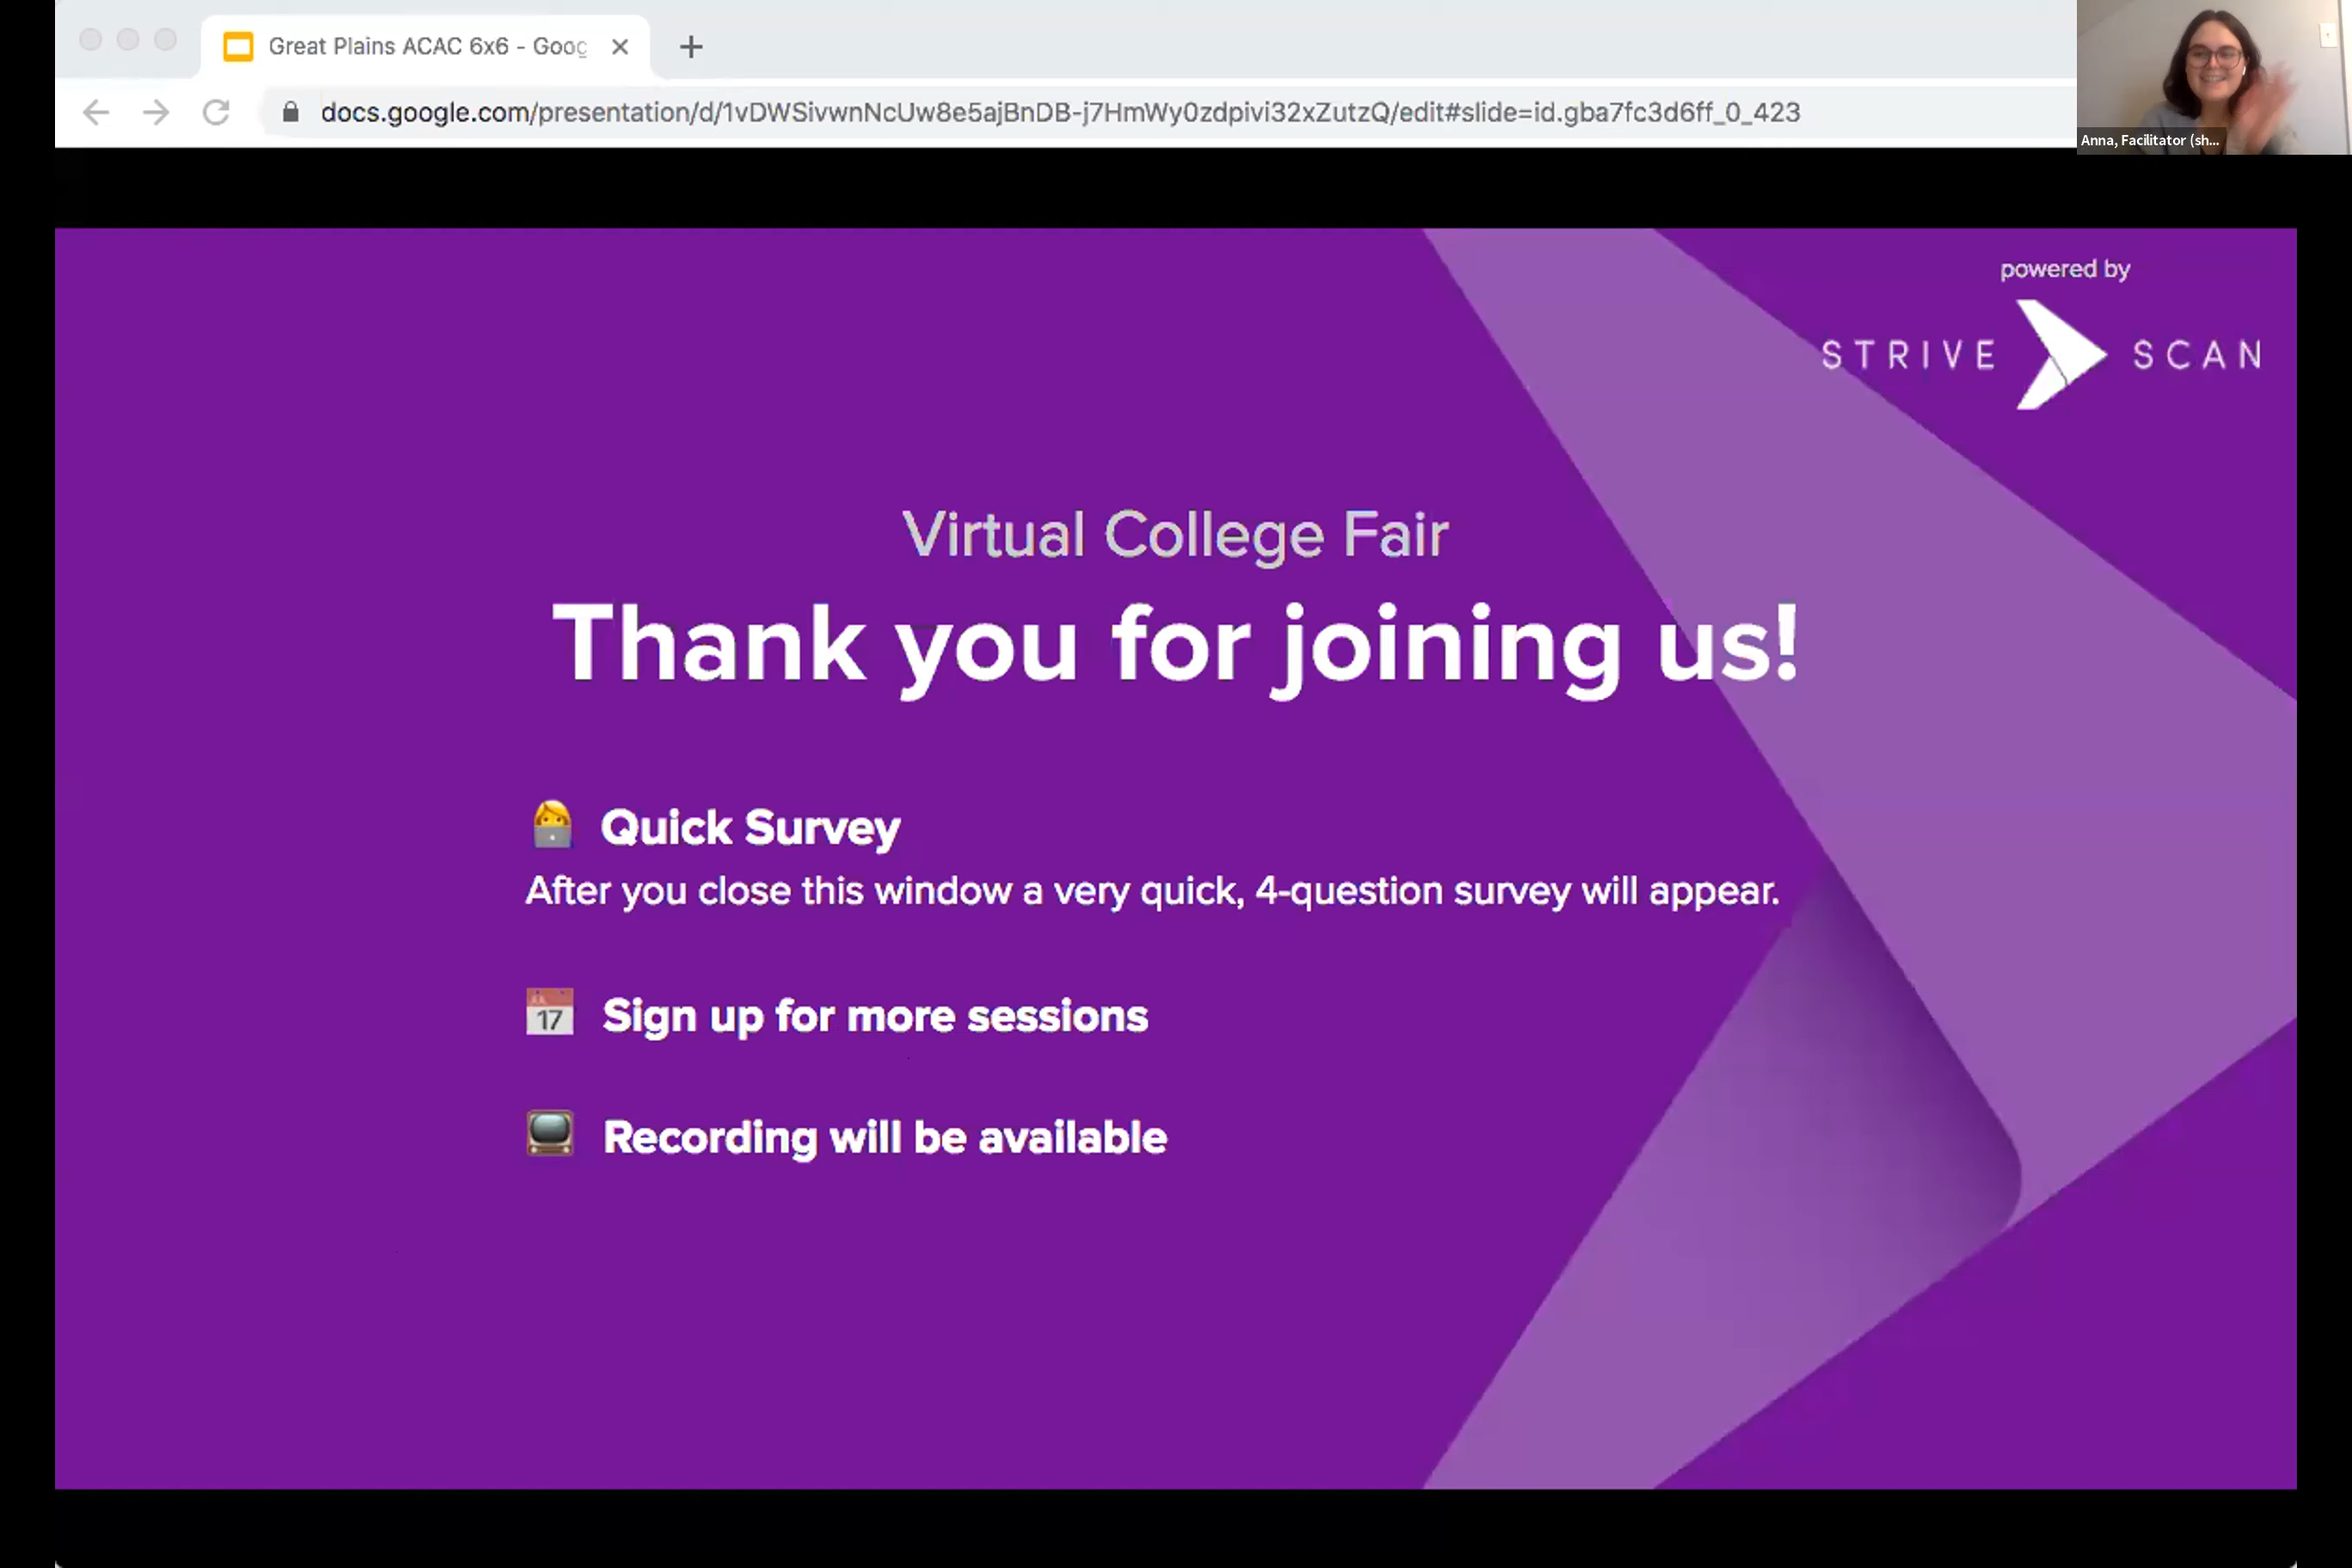 Great Plains ACAC 6x6 - Goog
docs.google.com/presentation/d/1vDWSivwnNcUw8e5ajBnDB-j7HmWy0zdpivi32xZutzQ/edit#slide=id.gba7fc3d6ff_0_423
Anna, Facilitator (sh...
powered by
STRIVE SCAN
Virtual College Fair
Thank you for joining us!
Quick Survey
After you close this window a very quick, 4-question survey will appear.
17
Sign up for more sessions
Recording will be available